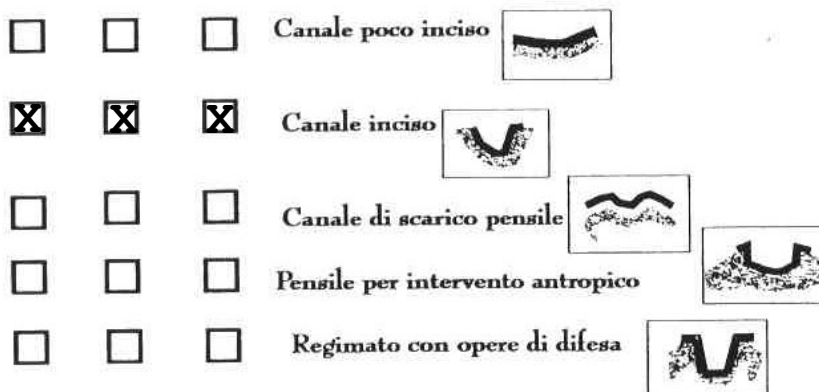 Canale poco inciso
X X X Canale inciso
Canale di scarico pensile
Pensile per intervento antropico
Regimato con opere di difesa